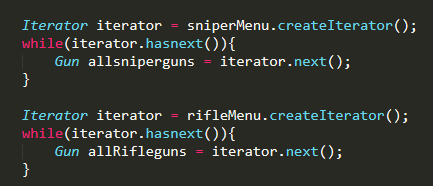 Iterator iterator = sniperMenu.createIterator();
while(iterator.hasnext()){
    Gun allsniperguns = iterator.next();
}

Iterator iterator = rifleMenu.createIterator();
while(iterator.hasnext()){
    Gun allRifleguns = iterator.next();
}